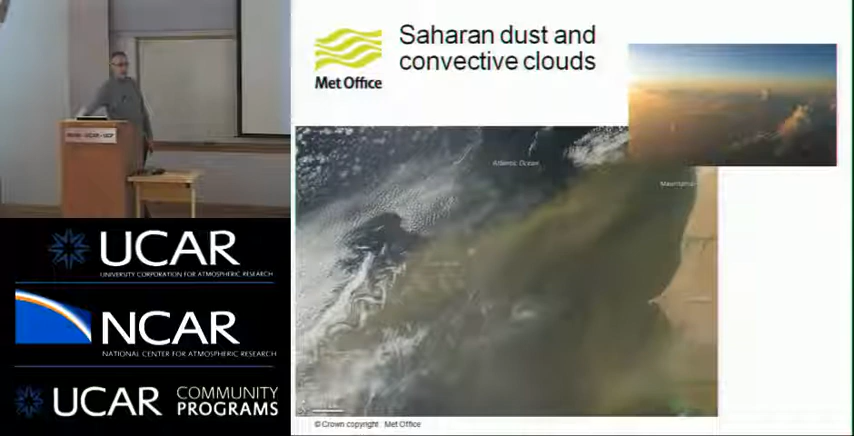 Saharan dust and
convective clouds
Met Office
Atlantic Ocean
Mauritania
UCAR
UNIVERSITY CORPORATION FOR ATMOSPHERIC RESEARCH
NCAR
NATIONAL CENTER FOR ATMOSPHERIC RESEARCH
UCAR COMMUNITY
PROGRAMS
© Crown copyright Met Office